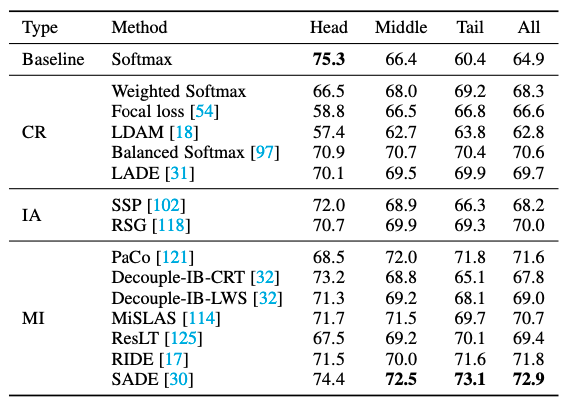 Type Method Head Middle Tail All
Baseline Softmax 75.3 66.4 60.4 64.9
Weighted Softmax 66.5 68.0 69.2 68.3
Focal loss [54] 58.8 66.5 66.8 66.6
CR LDAM [18] 57.4 62.7 63.8 62.8
Balanced Softmax [97] 70.9 70.7 70.4 70.6
LADE [31] 70.1 69.5 69.9 69.7
IA SSP [102] 72.0 68.9 66.3 68.2
RSG [118] 70.7 69.9 69.3 70.0
PaCo [121] 68.5 72.0 71.8 71.6
Decouple-IB-CRT [32] 73.2 68.8 65.1 67.8
Decouple-IB-LWS [32] 71.3 69.2 68.1 69.0
MI MiSLAS [114] 71.7 71.5 69.7 70.7
ResLT [125] 67.5 69.2 70.1 69.4
RIDE [17] 71.5 70.0 71.6 71.8
SADE [30] 74.4 72.5 73.1 72.9